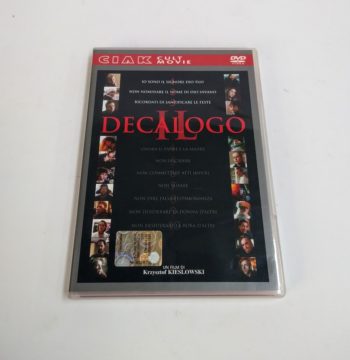 CIAK CULT MOVIE
DVD
IO SONO IL SIGNORE DIO TUO
NON NOMINARE IL NOME DI DIO INVANO
RICORDATI DI SANTIFICARE LE FESTE
IL
DECALOGO
ONORA IL PADRE E LA MADRE
NON UCCIDERE
NON COMMETTERE ATTI IMPURI
NON RUBARE
NON DIRE FALSA TESTIMONIANZA
NON DESIDERARE LA DONNA D'ALTRI
NON DESIDERARE LA ROBA D'ALTRI
UN FILM DI
Krzysztof KIESLOWSKI